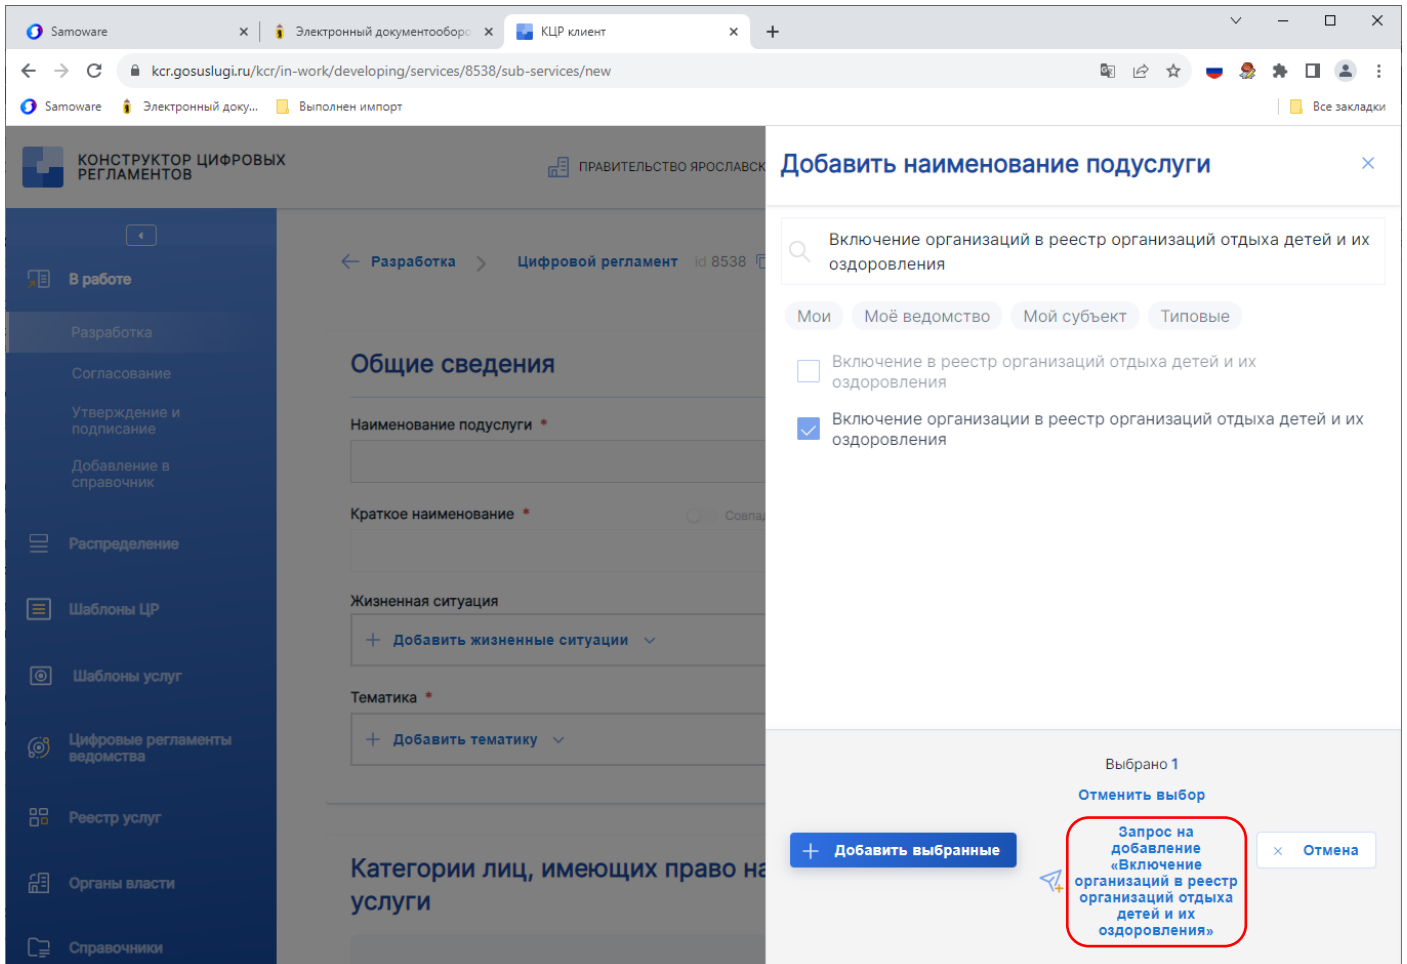 Samoware
Электронный документооборо
КЦР клиент
kcr.gosuslugi.ru/kcr/in-work/developing/services/8538/sub-services/new
Samoware
Электронный доку...
Выполнен импорт
Все закладки
КОНСТРУКТОР ЦИФРОВЫХ
РЕГЛАМЕНТОВ
ПРАВИТЕЛЬСТВО ЯРОСЛАВСК
В работе
Разработка
Согласование
Утверждение и
подписание
Добавление в
справочник
Распределение
Шаблоны ЦР
Шаблоны услуг
Цифровые регламенты
ведомства
Реестр услуг
Органы власти
Справочники
Разработка
Цифровой регламент id 8538
Общие сведения
Наименование подуслуги *
Краткое наименование *
Совпад
Жизненная ситуация
Добавить жизненные ситуации
Тематика *
Добавить тематику
Категории лиц, имеющих право на
услуги
Добавить наименование подуслуги
Включение организаций в реестр организаций отдыха детей и их
оздоровления
Мои
Моё ведомство
Мой субъект
Типовые
Включение в реестр организаций отдыха детей и их
оздоровления
Включение организации в реестр организаций отдыха детей и их
оздоровления
Выбрано 1
Отменить выбор
Добавить выбранные
Запрос на
добавление
«Включение
организаций в реестр
организаций отдыха
детей и их
оздоровления»
Отмена